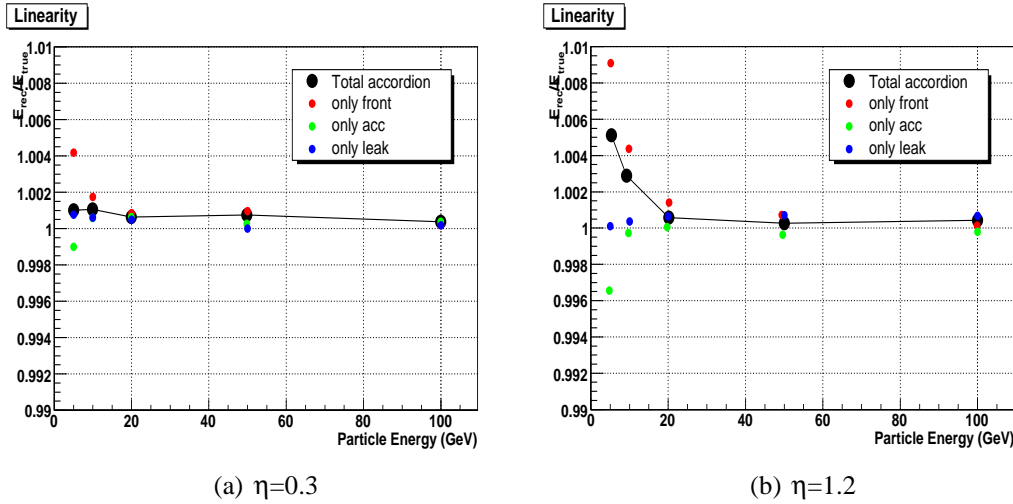 Linearity
E_rec/E_true
1.01
1.008
1.006
1.004
1.002
1
0.998
0.996
0.994
0.992
0.99
Total accordion
only front
only acc
only leak
0 20 40 60 80 100
Particle Energy (GeV)
(a) η=0.3
Linearity
E_rec/E_true
1.01
1.008
1.006
1.004
1.002
1
0.998
0.996
0.994
0.992
0.99
Total accordion
only front
only acc
only leak
0 20 40 60 80 100
Particle Energy (GeV)
(b) η=1.2